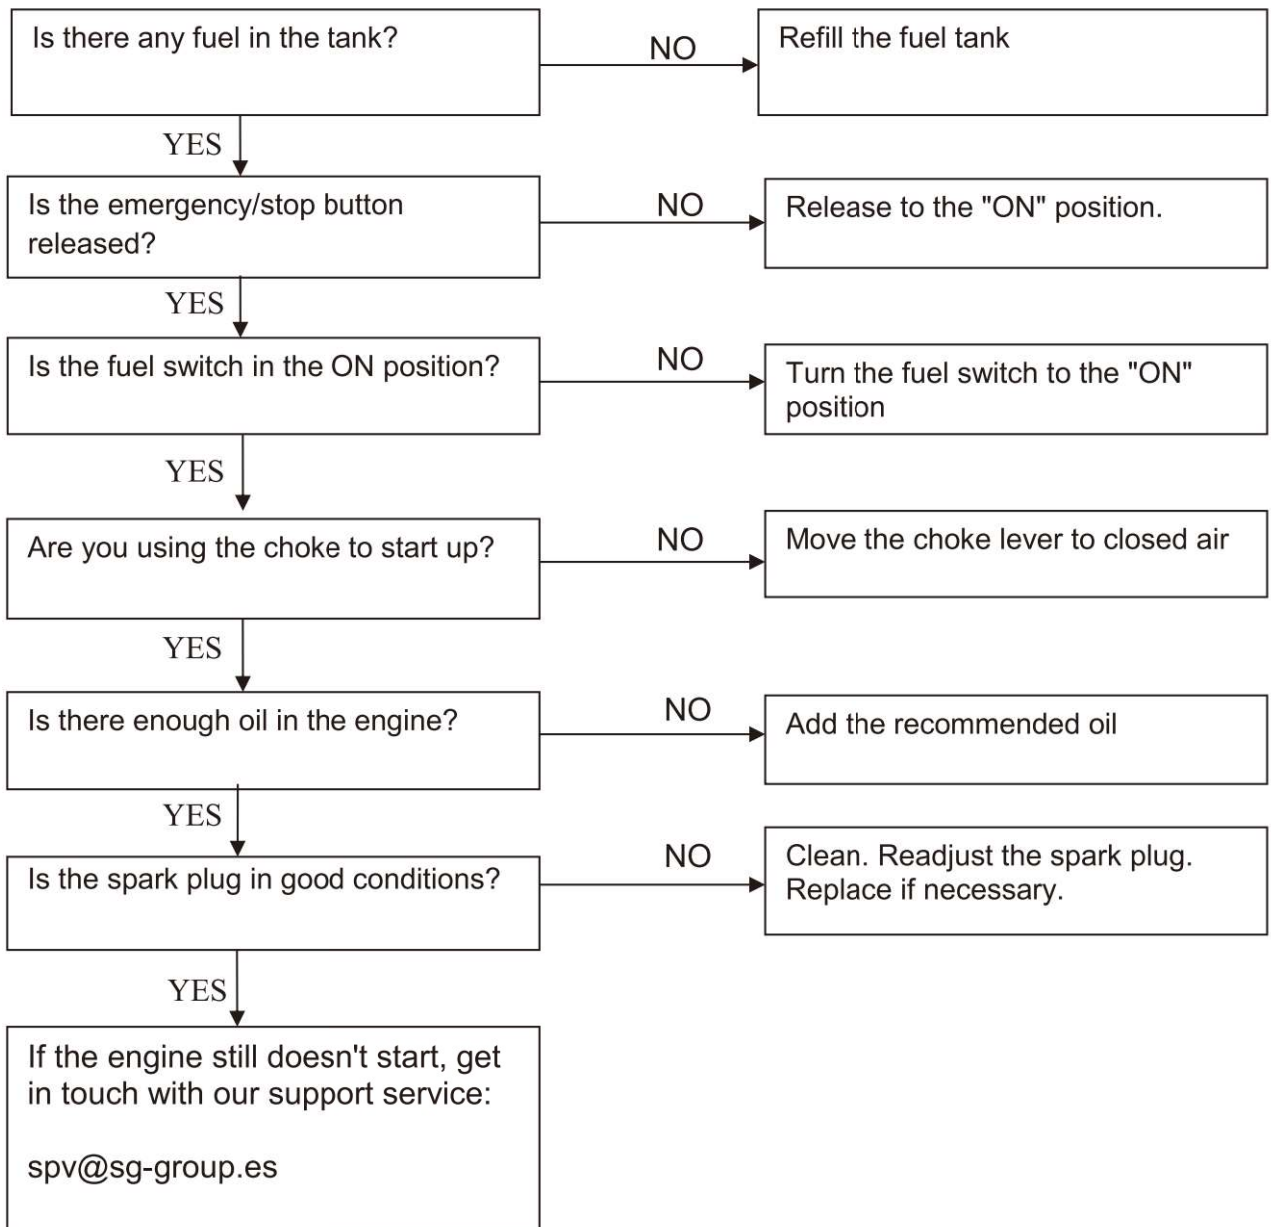 Is there any fuel in the tank?
NO
Refill the fuel tank
YES
Is the emergency/stop button
released?
NO
Release to the "ON" position.
YES
Is the fuel switch in the ON position?
NO
Turn the fuel switch to the "ON"
position
YES
Are you using the choke to start up?
NO
Move the choke lever to closed air
YES
Is there enough oil in the engine?
NO
Add the recommended oil
YES
Is the spark plug in good conditions?
NO
Clean. Readjust the spark plug.
Replace if necessary.
YES
If the engine still doesn't start, get
in touch with our support service:
spv@sg-group.es